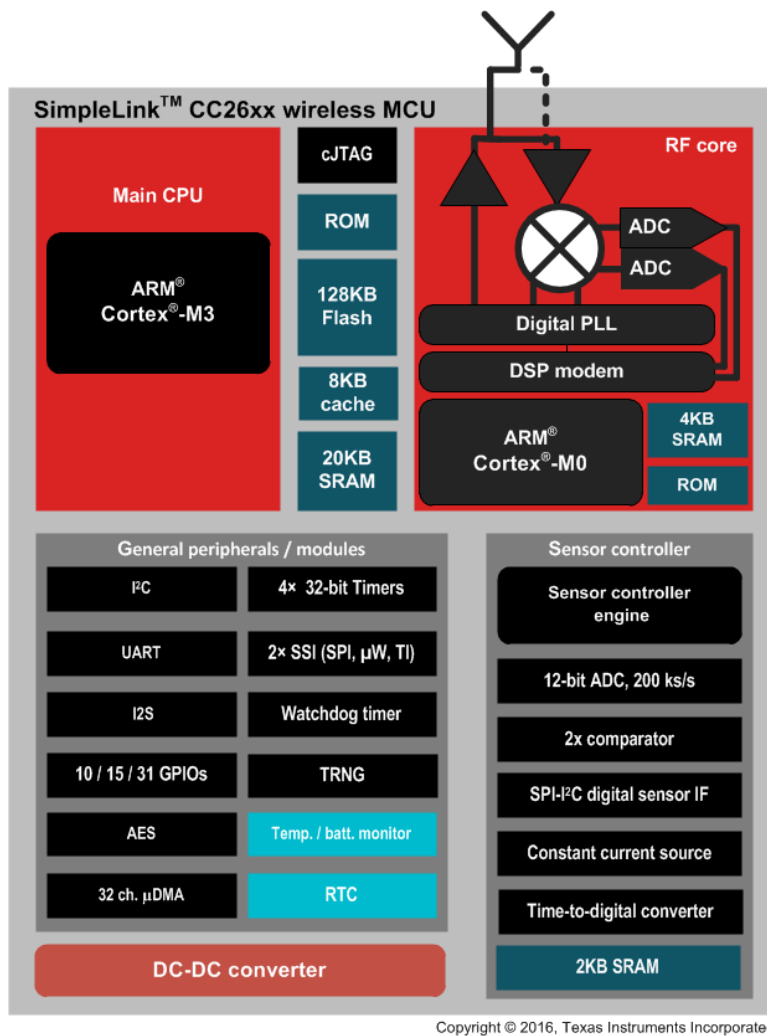 SimpleLink™ CC26xx wireless MCU
Main CPU
ARM®
Cortex®-M3
cJTAG
ROM
128KB
Flash
8KB
cache
20KB
SRAM
RF core
ADC
ADC
Digital PLL
DSP modem
ARM®
Cortex®-M0
4KB
SRAM
ROM
General peripherals / modules
I²C
4× 32-bit Timers
UART
2× SSI (SPI, µW, TI)
I2S
Watchdog timer
10 / 15 / 31 GPIOs
TRNG
AES
Temp. / batt. monitor
32 ch. µDMA
RTC
Sensor controller
Sensor controller
engine
12-bit ADC, 200 ks/s
2x comparator
SPI-I²C digital sensor IF
Constant current source
Time-to-digital converter
2KB SRAM
DC-DC converter
Copyright © 2016, Texas Instruments Incorporate